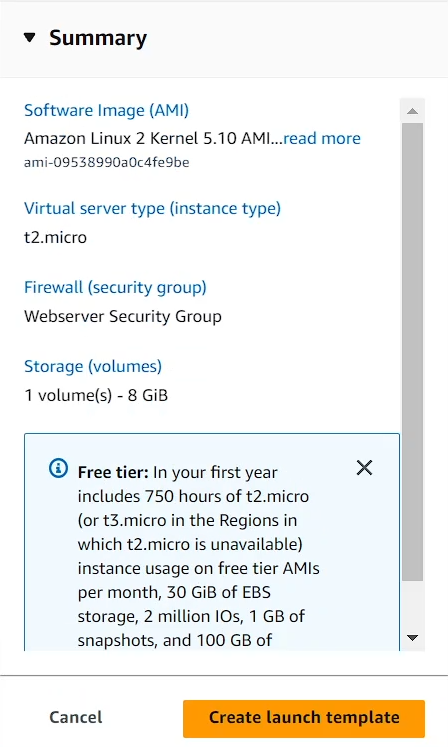 Summary
Software Image (AMI)
Amazon Linux 2 Kernel 5.10 AMI...read more
ami-09538990a0c4fe9be
Virtual server type (instance type)
t2.micro
Firewall (security group)
Webserver Security Group
Storage (volumes)
1 volume(s) - 8 GiB
Free tier: In your first year
includes 750 hours of t2.micro
(or t3.micro in the Regions in
which t2.micro is unavailable)
instance usage on free tier AMIs
per month, 30 GiB of EBS
storage, 2 million IOs, 1 GB of
snapshots, and 100 GB of
Cancel
Create launch template